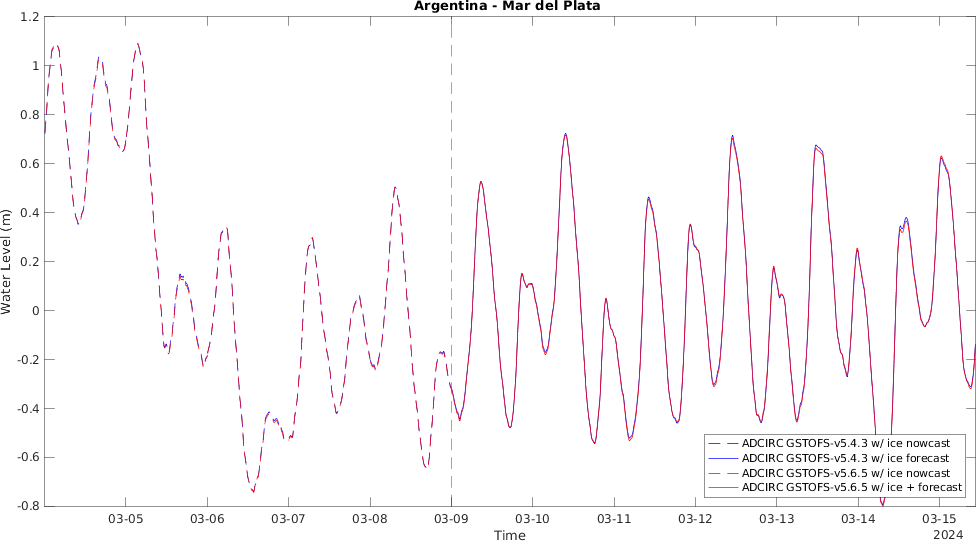 Argentina - Mar del Plata
1.2
1
0.8
0.6
0.4
0.2
0
-0.2
-0.4
-0.6
-0.8
Water Level (m)
ADCIRC GSTOFS-v5.4.3 w/ ice nowcast
ADCIRC GSTOFS-v5.4.3 w/ ice forecast
ADCIRC GSTOFS-v5.6.5 w/ ice nowcast
ADCIRC GSTOFS-v5.6.5 w/ ice + forecast
03-05 03-06 03-07 03-08 03-09 03-10 03-11 03-12 03-13 03-14 03-15
Time
2024